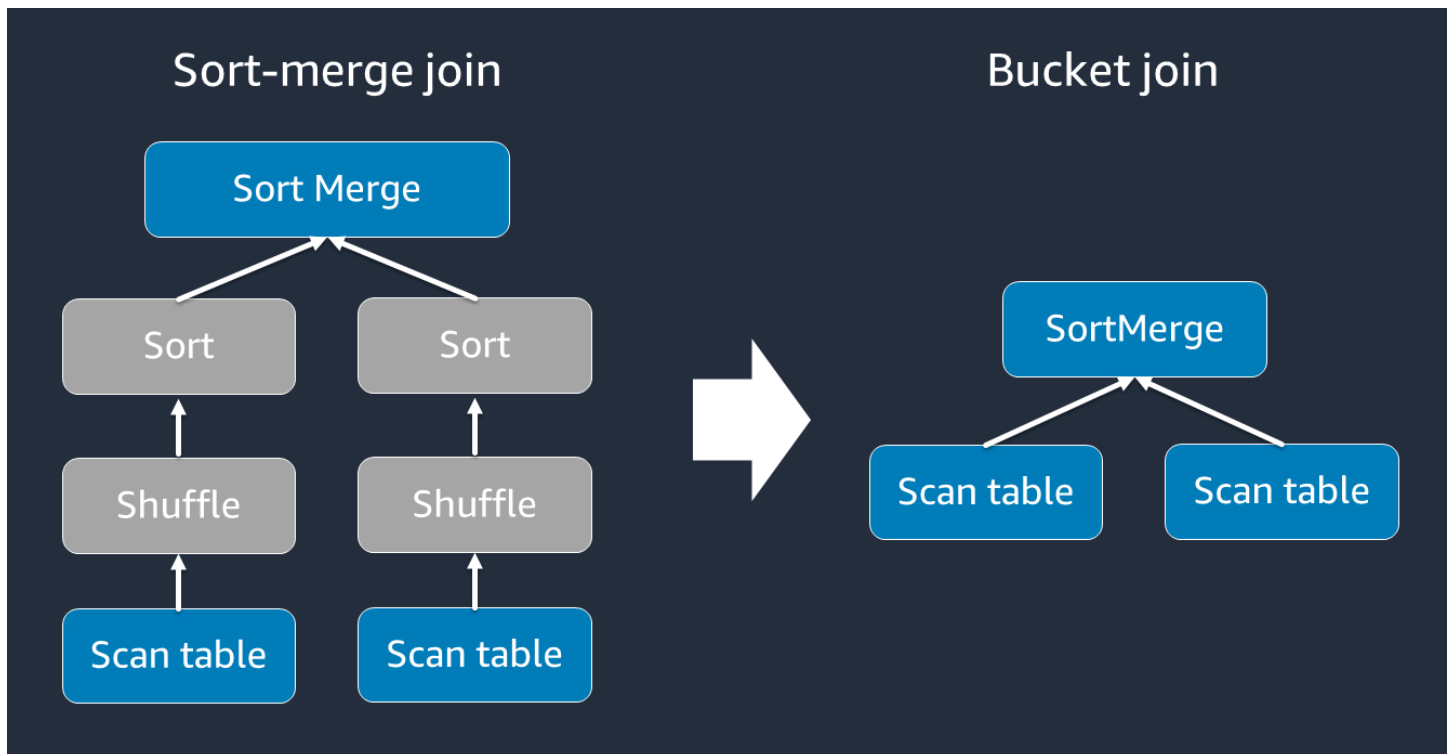 Sort-merge join
Bucket join
Sort Merge
Sort
Sort
SortMerge
Shuffle
Shuffle
Scan table
Scan table
Scan table
Scan table